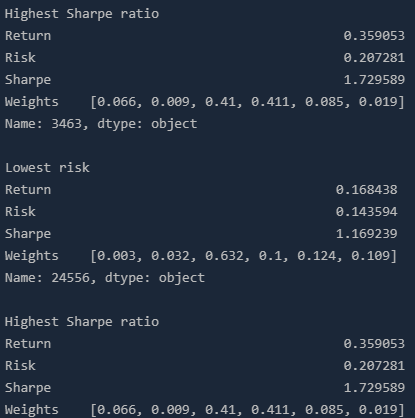 Highest Sharpe ratio
Return 0.359053
Risk 0.207281
Sharpe 1.729589
Weights [0.066, 0.009, 0.41, 0.411, 0.085, 0.019]
Name: 3463, dtype: object
Lowest risk
Return 0.168438
Risk 0.143594
Sharpe 1.169239
Weights [0.003, 0.032, 0.632, 0.1, 0.124, 0.109]
Name: 24556, dtype: object
Highest Sharpe ratio
Return 0.359053
Risk 0.207281
Sharpe 1.729589
Weights [0.066, 0.009, 0.41, 0.411, 0.085, 0.019]